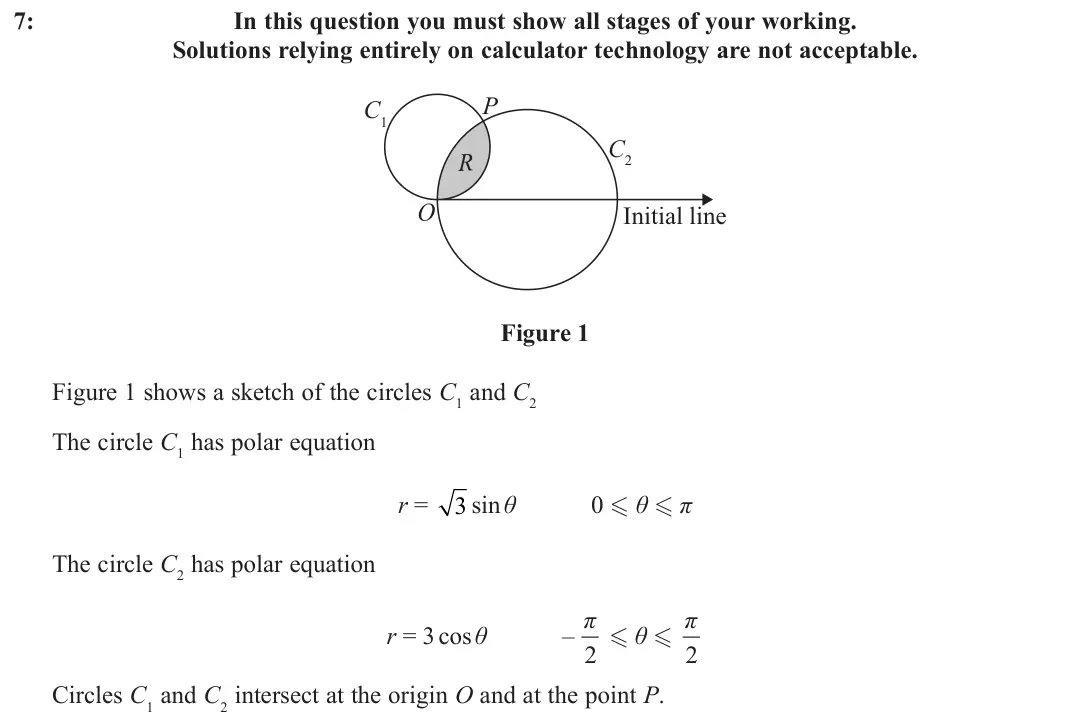 7:
In this question you must show all stages of your working.
Solutions relying entirely on calculator technology are not acceptable.
C₁
P
C₂
R
O
Initial line
Figure 1
Figure 1 shows a sketch of the circles C₁ and C₂
The circle C₁ has polar equation
r = √3 sin θ 0 ⩽ θ ⩽ π
The circle C₂ has polar equation
r = 3 cos θ −π/2 ⩽ θ ⩽ π/2
Circles C₁ and C₂ intersect at the origin O and at the point P.